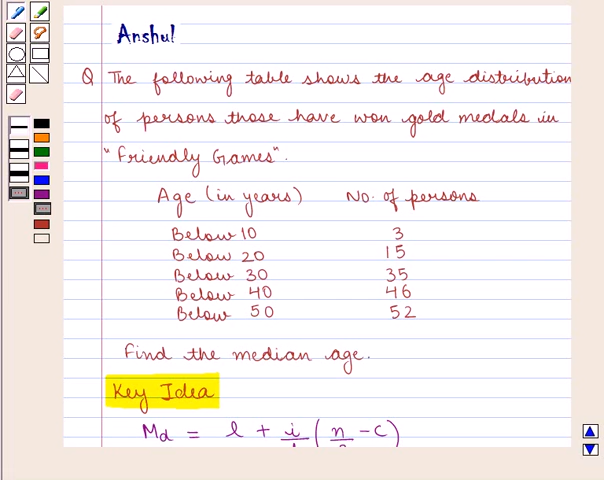 Anshul
Q The following table shows the age distribution
of persons those have won gold medals in
"Friendly Games".
Age (in years) No. of persons
Below 10 3
Below 20 15
Below 30 35
Below 40 46
Below 50 52
Find the median age.
Key Idea
Md = l + i ( n - c )